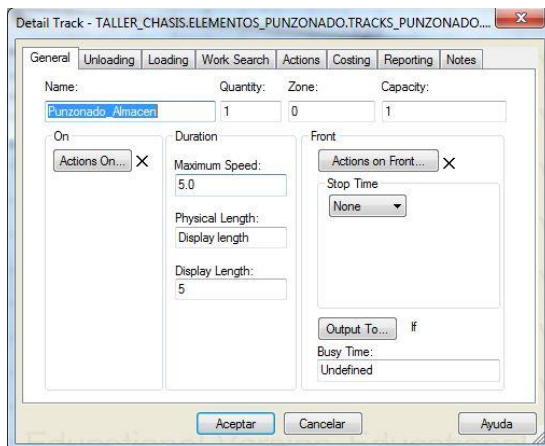 Detail Track - TALLER_CHASIS.ELEMENTOS_PUNZONADO.TRACKS_PUNZONADO....
General Unloading Loading Work Search Actions Costing Reporting Notes
Name: Quantity: Zone: Capacity:
Punzonado_Almacen 1 0 1
On Duration Front
Actions On... X Maximum Speed: Actions on Front... X
5.0 Stop Time
None
Physical Length:
Display length
Display Length:
5
Output To... If
Busy Time:
Undefined
Aceptar Cancelar Ayuda